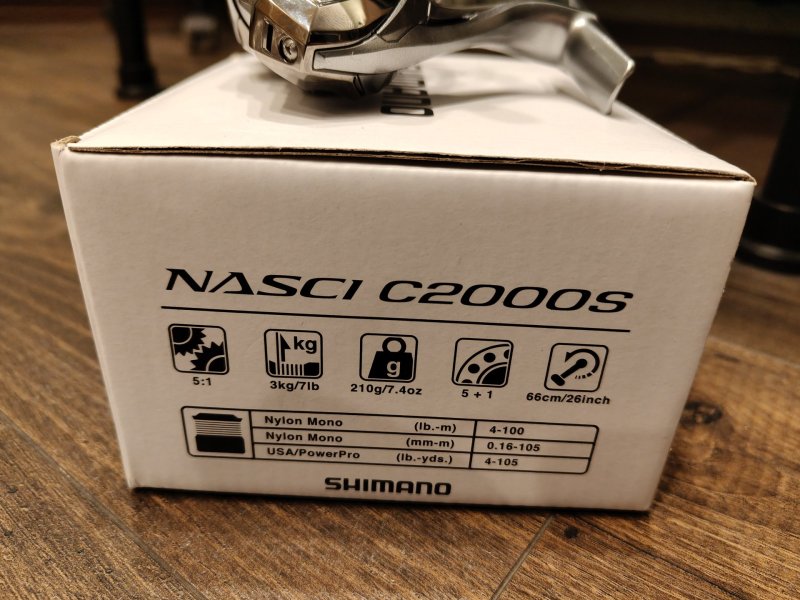 NASCI C2000S
kg
g
5:1
3kg/7lb
210g/7.4oz
5 + 1
66cm/26inch
Nylon Mono (lb.-m) 4-100
Nylon Mono (mm-m) 0.16-105
USA/PowerPro (lb.-yds.) 4-105
SHIMANO